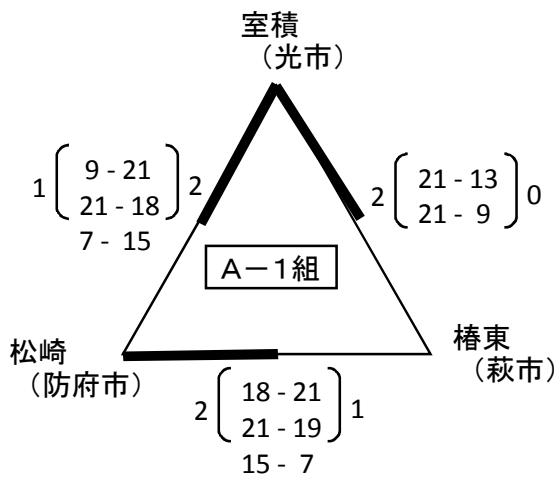 室積
（光市）
1 9 - 21 2
21 - 18
7 - 15
2 21 - 13 0
21 - 9
A－1組
松崎
（防府市）
椿東
（萩市）
2 18 - 21 1
21 - 19
15 - 7